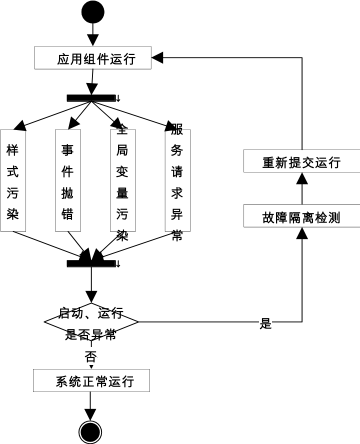 应用组件运行
样式污染
事件抛错
全局变量污染
服务请求异常
重新提交运行
故障隔离检测
启动、运行
是否异常
是
否
系统正常运行